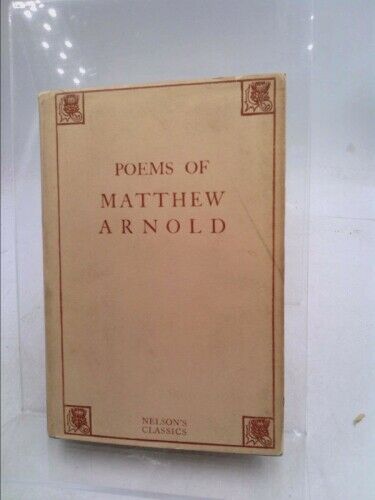 POEMS OF
MATTHEW
ARNOLD
NELSON'S
CLASSICS